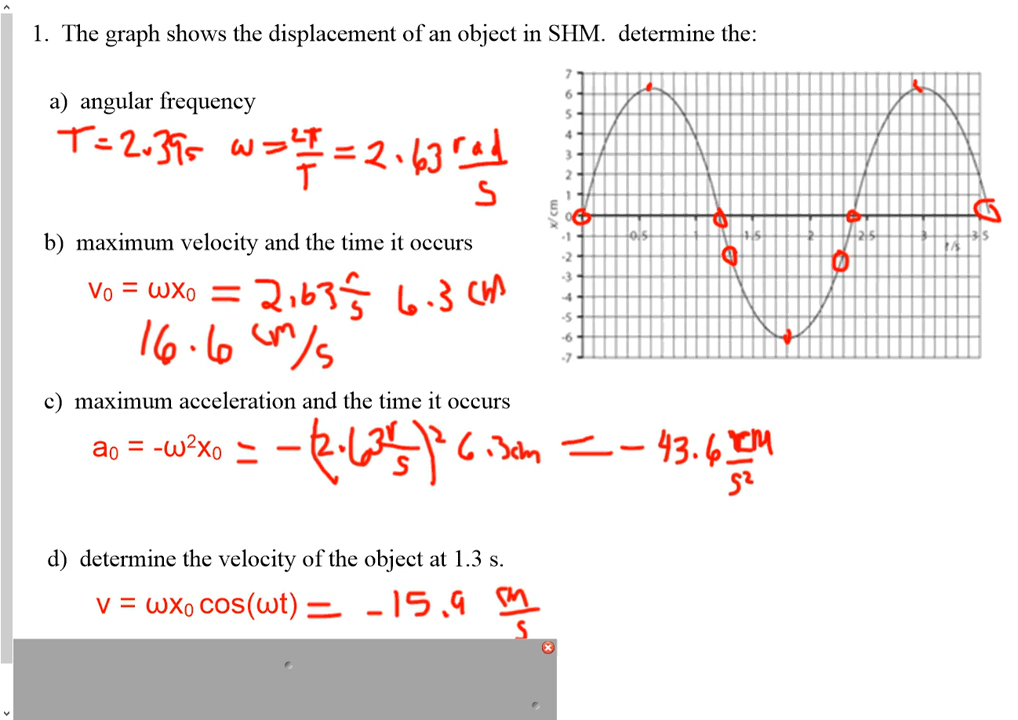 1. The graph shows the displacement of an object in SHM. determine the:
a) angular frequency
T = 2.39s ω = 2π/T = 2.63 rad/s
b) maximum velocity and the time it occurs
v₀ = ωx₀ = 2.63 r/s 6.3 cm
16.6 cm/s
c) maximum acceleration and the time it occurs
a₀ = -ω²x₀ = -(2.63 r/s)² 6.3cm = - 43.6 cm/s²
d) determine the velocity of the object at 1.3 s.
v = ωx₀ cos(ωt) = -15.9 cm/s
7
6
5
4
3
2
1
0
-1
-2
-3
-4
-5
-6
-7
x/cm
0.5 1 1.5 2 2.5 3 3.5
t/s